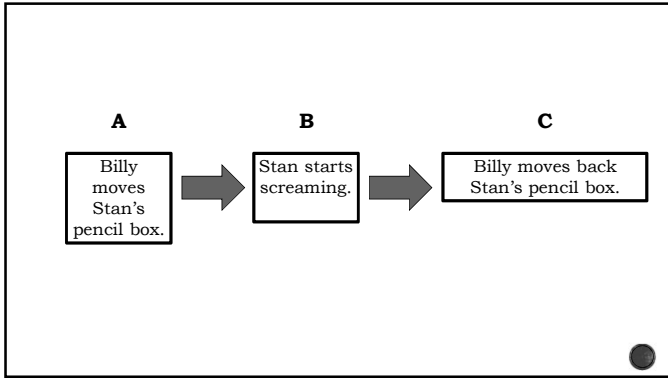 A
B
C
Billy
moves
Stan's
pencil box.
Stan starts
screaming.
Billy moves back
Stan's pencil box.